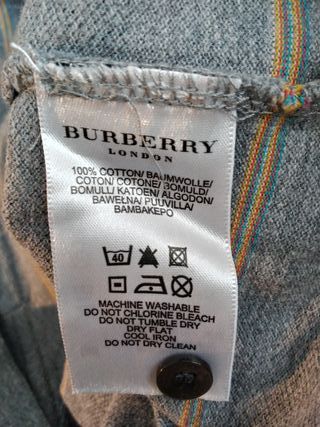 BURBERRY
LONDON
100% COTTON/ BAUMWOLLE/
COTON/ COTONE/ BOMULD/
BOMULL/ KATOEN/ ALGODON/
BAWEŁNA/ PUUVILLA/
BAMBAKEPO
40
MACHINE WASHABLE
DO NOT CHLORINE BLEACH
DO NOT TUMBLE DRY
DRY FLAT
COOL IRON
DO NOT DRY CLEAN